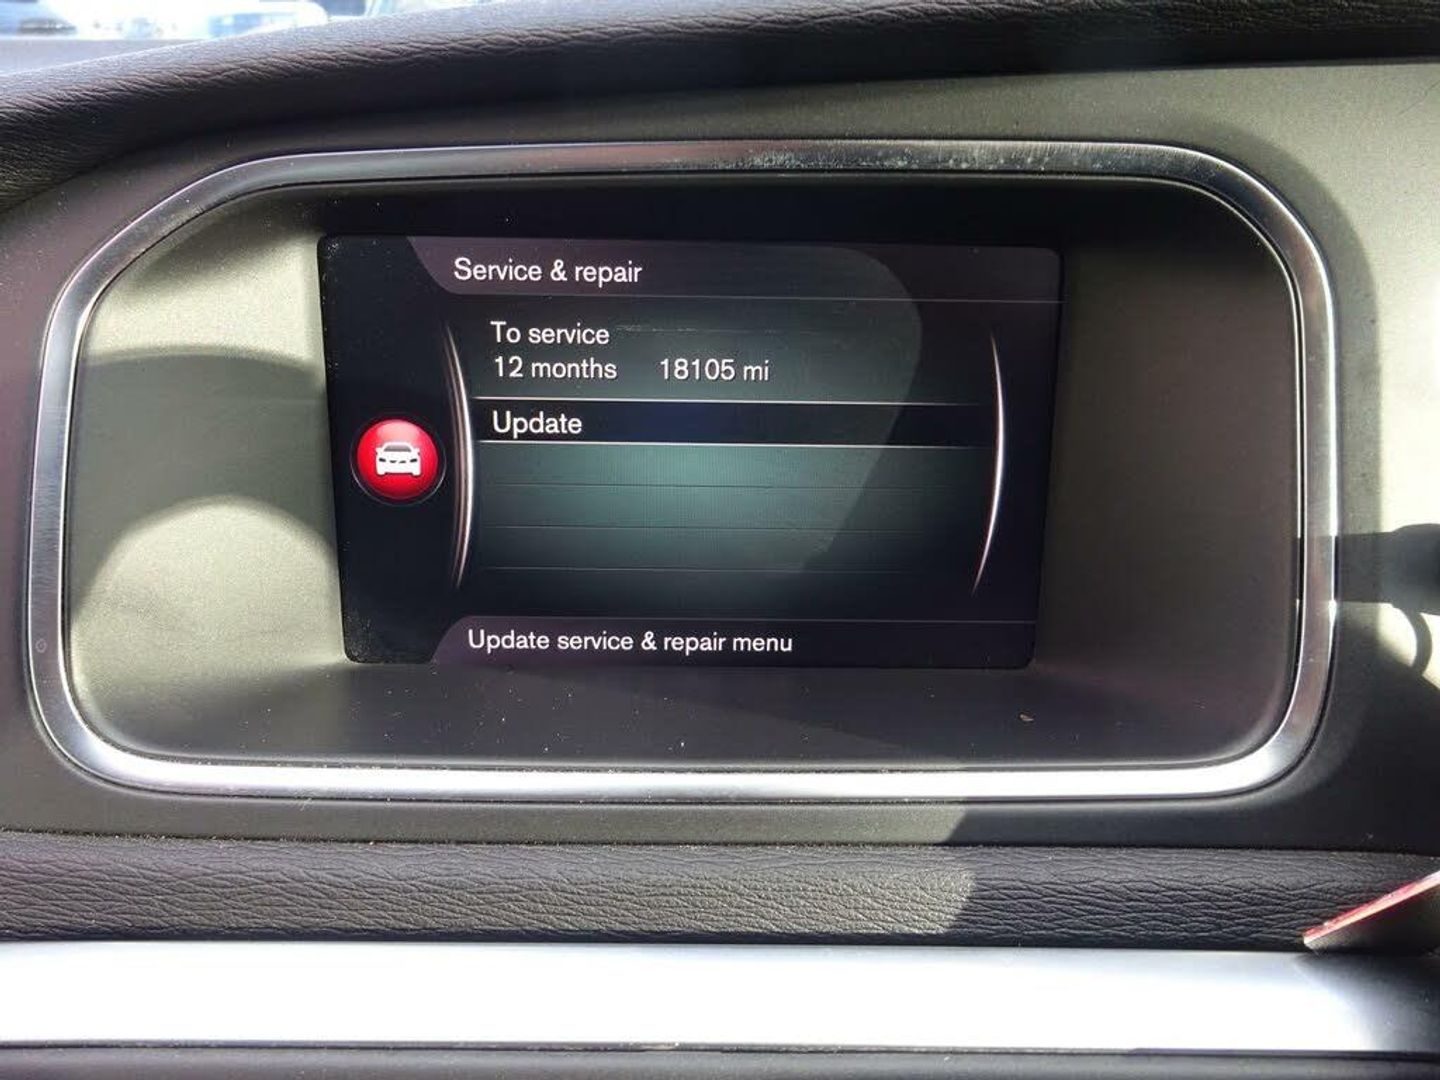 Service & repair
To service
12 months 18105 mi
Update
Update service & repair menu